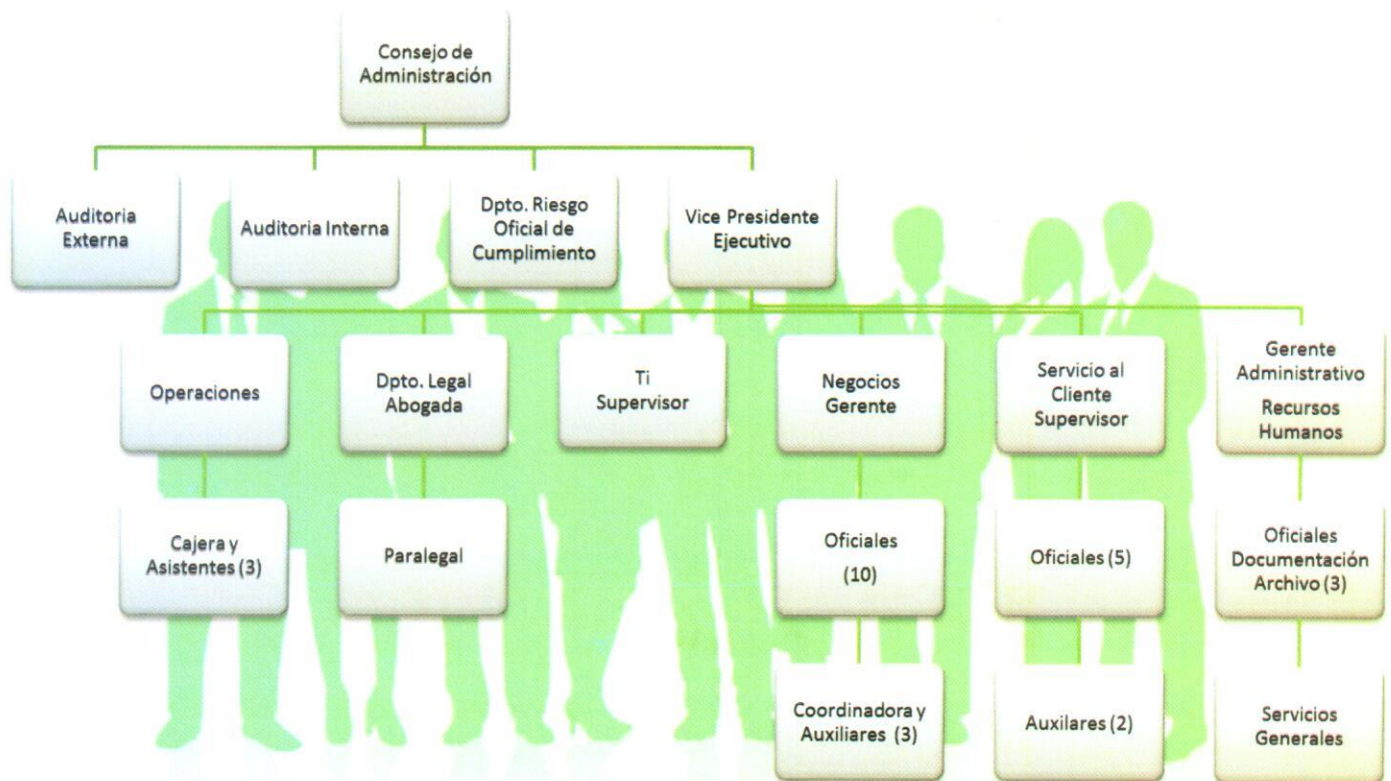 Consejo de
Administración
Auditoria
Externa
Auditoria Interna
Dpto. Riesgo
Oficial de
Cumplimiento
Vice Presidente
Ejecutivo
Operaciones
Dpto. Legal
Abogada
Ti
Supervisor
Negocios
Gerente
Servicio al
Cliente
Supervisor
Gerente
Administrativo
Recursos
Humanos
Cajera y
Asistentes (3)
Paralegal
Oficiales
(10)
Oficiales (5)
Oficiales
Documentación
Archivo (3)
Coordinadora y
Auxiliares (3)
Auxilares (2)
Servicios
Generales